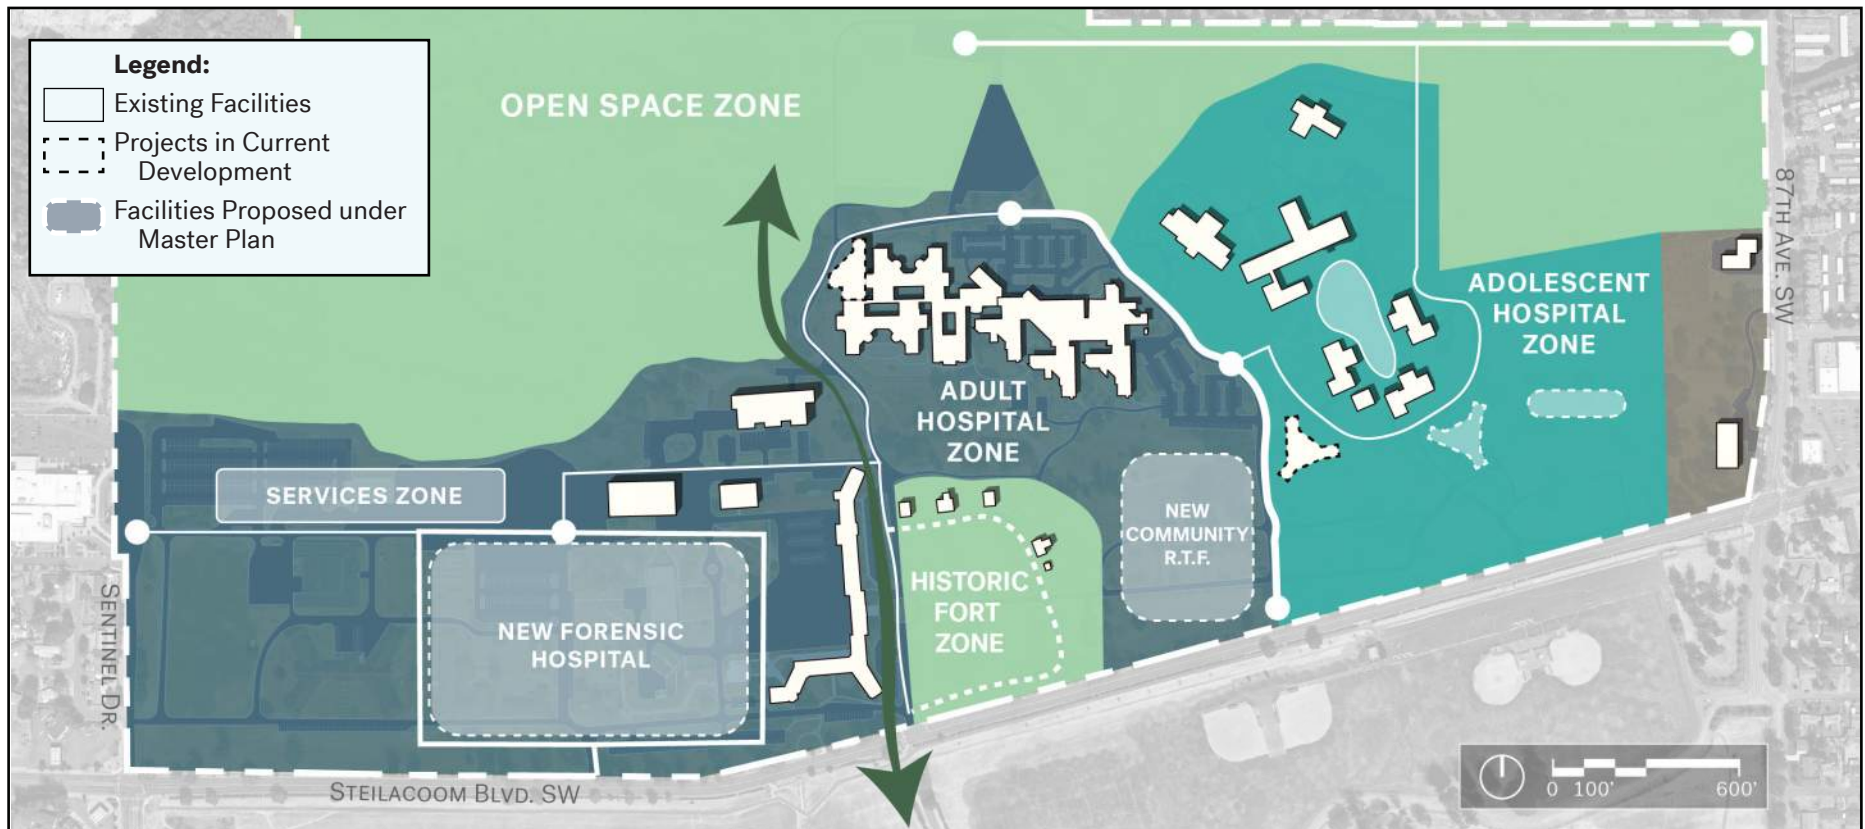 Legend:
Existing Facilities
Projects in Current
Development
Facilities Proposed under
Master Plan
OPEN SPACE ZONE
87TH AVE. SW
ADOLESCENT
HOSPITAL
ZONE
ADULT
HOSPITAL
ZONE
SERVICES ZONE
NEW
COMMUNITY
R.T.F.
HISTORIC
FORT
ZONE
NEW FORENSIC
HOSPITAL
SENTINEL DR.
STEILACOOM BLVD. SW
0 100' 600'